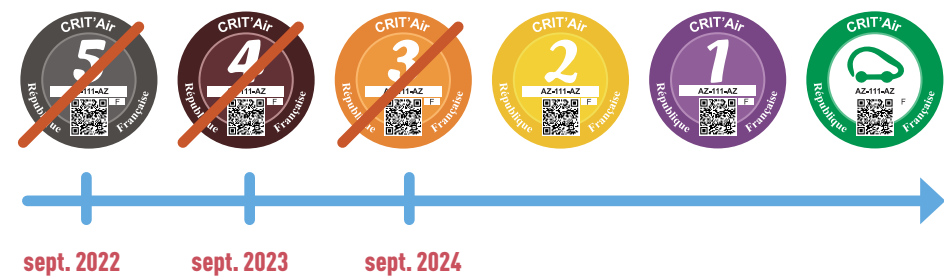 CRIT'Air
5
AZ-111-AZ
F
République Française
CRIT'Air
4
AZ-111-AZ
F
République Française
CRIT'Air
3
AZ-111-AZ
F
République Française
CRIT'Air
2
AZ-111-AZ
F
République Française
CRIT'Air
1
AZ-111-AZ
F
République Française
CRIT'Air
AZ-111-AZ
F
République Française
sept. 2022
sept. 2023
sept. 2024